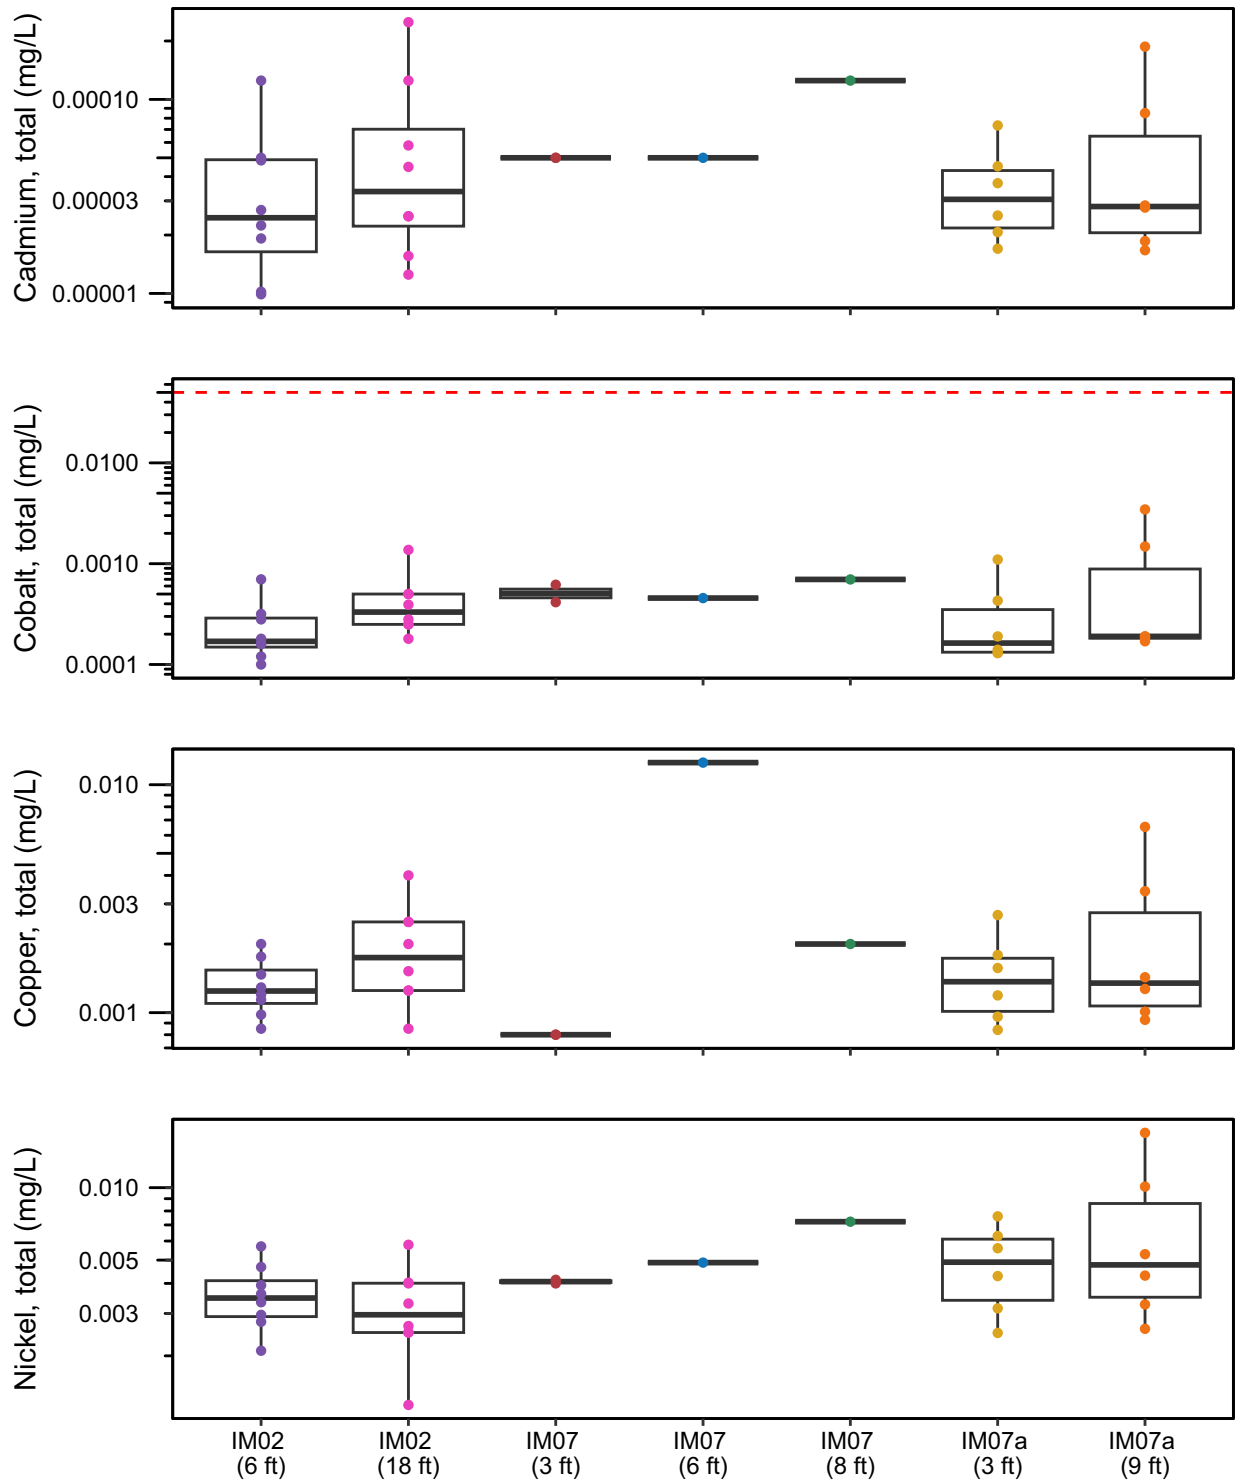 Cadmium, total (mg/L)
0.00010
0.00003
0.00001
Cobalt, total (mg/L)
0.0100
0.0010
0.0001
Copper, total (mg/L)
0.010
0.003
0.001
Nickel, total (mg/L)
0.010
0.005
0.003
IM02 (6 ft)
IM02 (18 ft)
IM07 (3 ft)
IM07 (6 ft)
IM07 (8 ft)
IM07a (3 ft)
IM07a (9 ft)